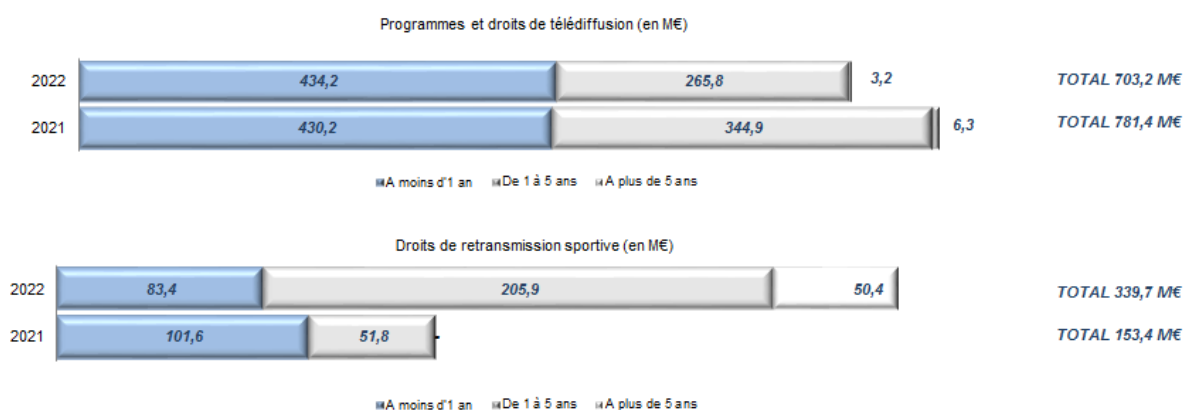 Programmes et droits de télédiffusion (en M€)
2022 434,2 265,8 3,2 TOTAL 703,2 M€
2021 430,2 344,9 6,3 TOTAL 781,4 M€
A moins d'1 an De 1 à 5 ans A plus de 5 ans
Droits de retransmission sportive (en M€)
2022 83,4 205,9 50,4 TOTAL 339,7 M€
2021 101,6 51,8 - TOTAL 153,4 M€
A moins d'1 an De 1 à 5 ans A plus de 5 ans